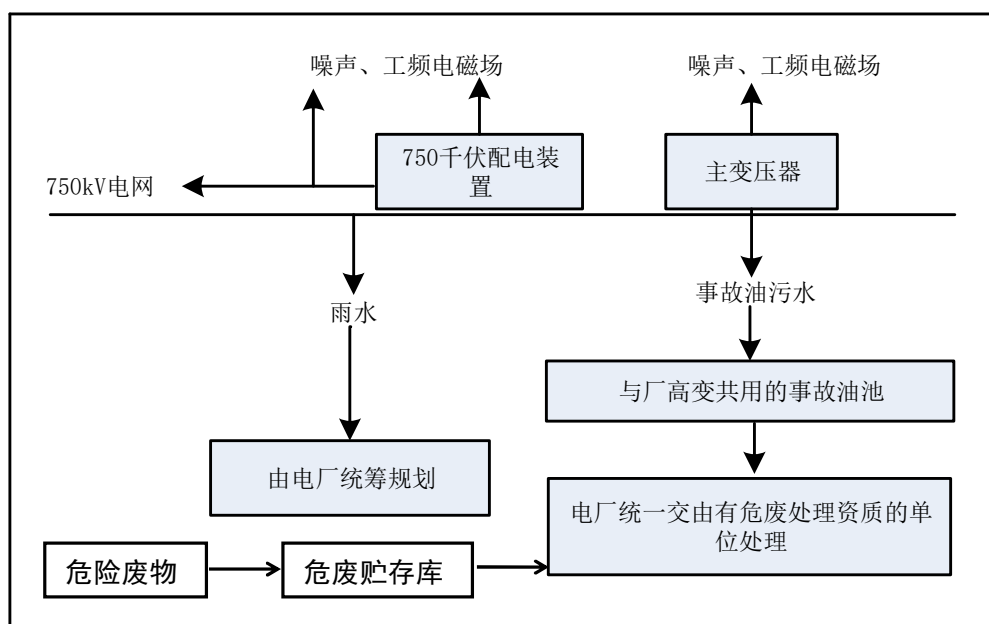 噪声、工频电磁场
噪声、工频电磁场
750千伏配电装
置
主变压器
750kV电网
雨水
事故油污水
与厂高变共用的事故油池
由电厂统筹规划
电厂统一交由有危废处理资质的单
位处理
危险废物
危废贮存库